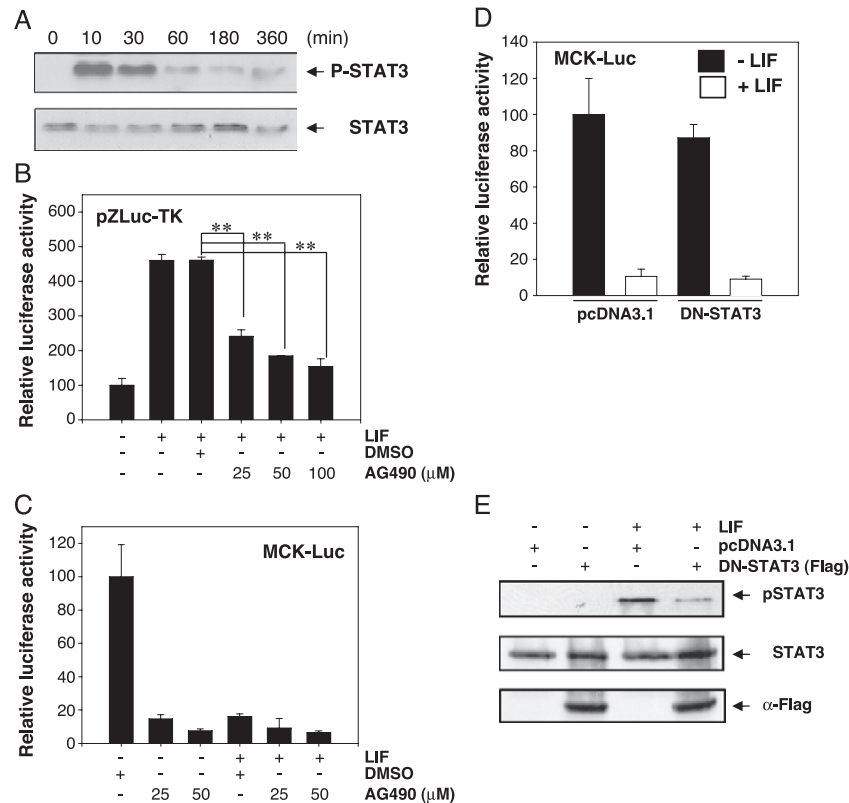 A
0 10 30 60 180 360 (min)
P-STAT3
STAT3
B
pZLuc-TK
Relative luciferase activity
600
500
400
300
200
100
0
** ** **
- + + + + + LIF
- - + - - - DMSO
- - - 25 50 100 AG490 (µM)
C
MCK-Luc
Relative luciferase activity
120
100
80
60
40
20
0
- - - + + + LIF
+ - - + - - DMSO
- 25 50 - 25 50 AG490 (µM)
D
MCK-Luc
- LIF
+ LIF
Relative luciferase activity
140
120
100
80
60
40
20
0
pcDNA3.1 DN-STAT3
E
- - + + LIF
+ - + - pcDNA3.1
- + - + DN-STAT3 (Flag)
pSTAT3
STAT3
α-Flag